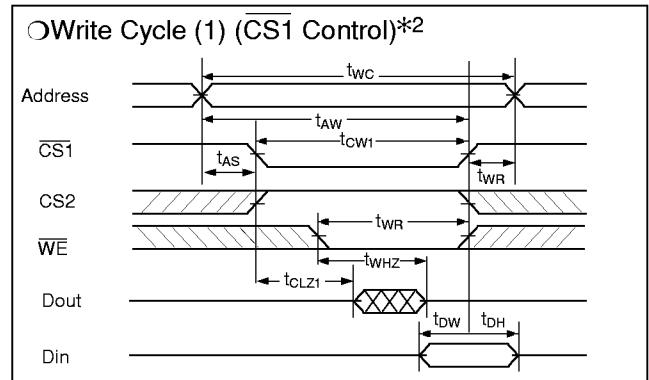 ○Write Cycle (1) (CS1 Control)*2
tWC
Address
tAW
tCW1
CS1
tAS
tWR
CS2
tWR
WE
tWHZ
tCLZ1
Dout
tDW tDH
Din